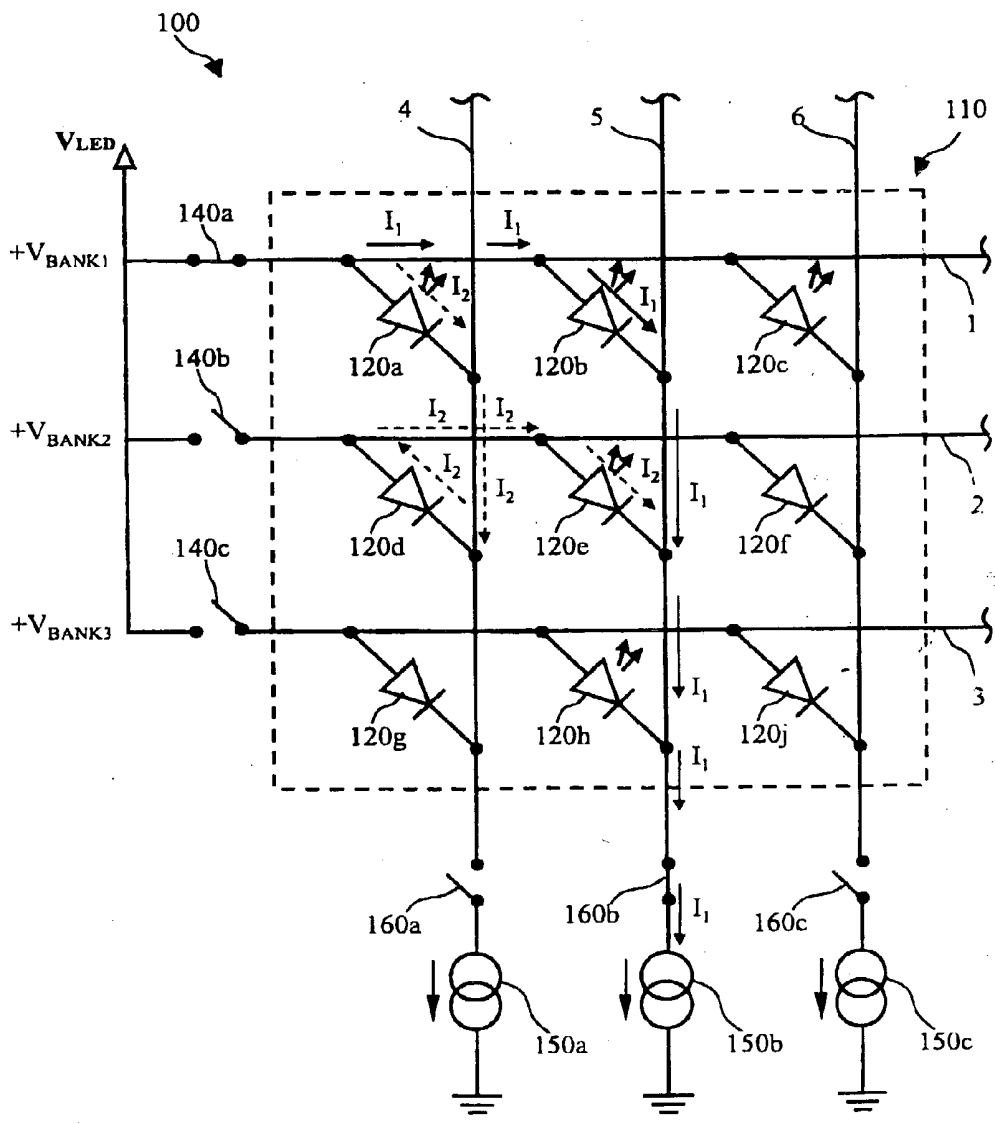 100
4
5
6
110
VLED
140a
+VBANK1
I1
I1
I2
I1
1
120a
120b
120c
140b
+VBANK2
I2
I2
I2
I2
I2
I1
2
120d
120e
120f
140c
+VBANK3
I1
3
120g
120h
120j
I1
160a
160b
I1
160c
150a
150b
150c